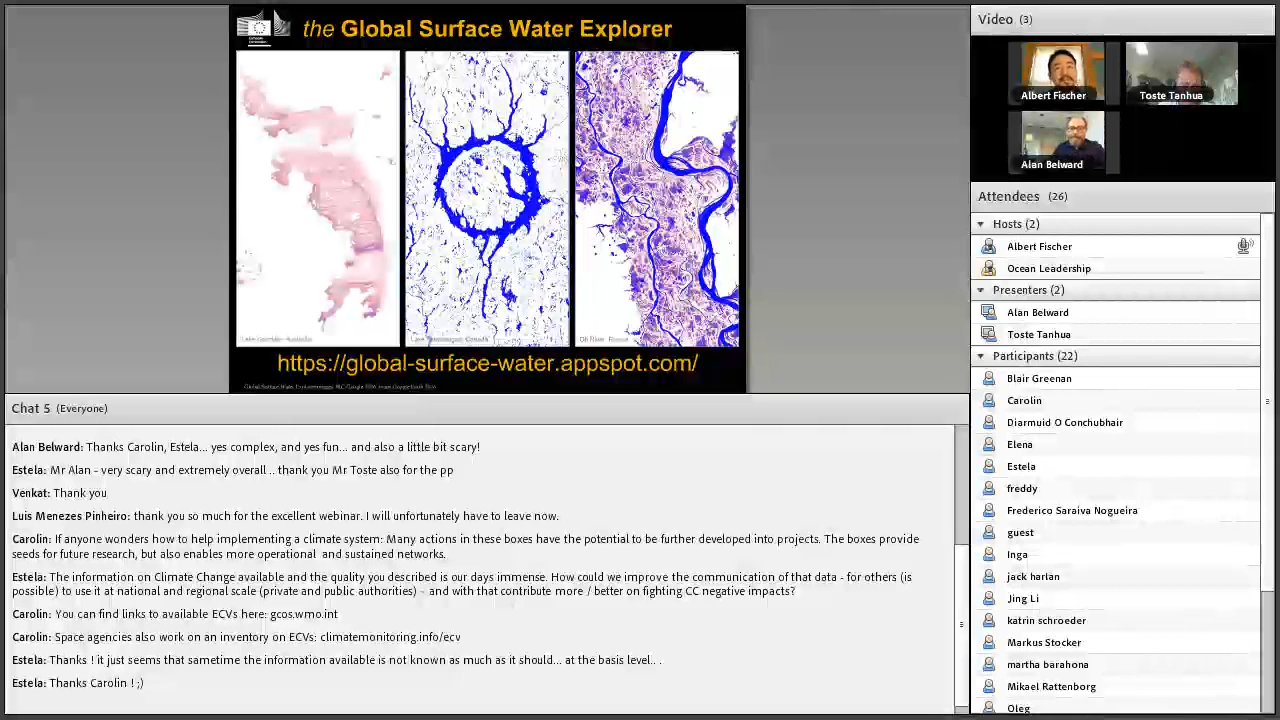 the Global Surface Water Explorer
https://global-surface-water.appspot.com/
Chat 5 (Everyone)
Alan Belward: Thanks Carolin, Estela... yes complex, and yes fun... and also a little bit scary!
Estela: Mr Alan - very scary and extremely overall .. thank you Mr Toste also for the pp
Venkat: Thank you
Luis Menezes Pinheiro: thank you so much for the excellent webinar. I will unfortunately have to leave now.
Carolin: If anyone wonders how to help implementing a climate system: Many actions in these boxes have the potential to be further developed into projects. The boxes provide
seeds for future research, but also enables more operational and sustained networks.
Estela: The information on Climate Change available and the quality you described is our days immense. How could we improve the communication of that data - for others (is
possible) to use it at national and regional scale (private and public authorities) - and with that contribute more / better on fighting CC negative impacts?
Carolin: You can find links to available ECVs here: gcos.wmo.int
Carolin: Space agencies also work on an inventory on ECVs: climatemonitoring.info/ecv
Estela: Thanks ! it just seems that sametime the information available is not known as much as it should... at the basis level.. .
Estela: Thanks Carolin ! ;)
Video (3)
Albert Fischer
Toste Tanhua
Alan Belward
Attendees (26)
Hosts (2)
Albert Fischer
Ocean Leadership
Presenters (2)
Alan Belward
Toste Tanhua
Participants (22)
Blair Greenan
Carolin
Diarmuid O Conchubhair
Elena
Estela
freddy
Frederico Saraiva Nogueira
guest
Inga
jack harlan
Jing Li
katrin schroeder
Markus Stocker
martha barahona
Mikael Rattenborg
Oleg